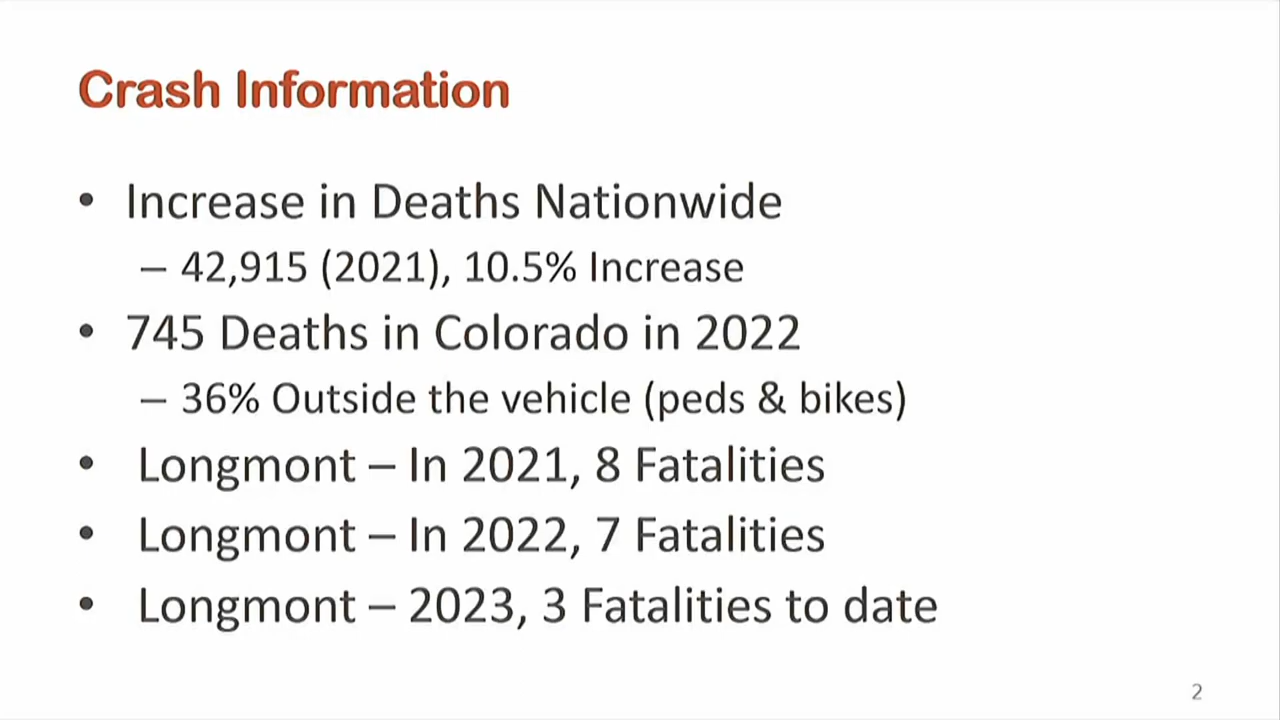 Crash Information
• Increase in Deaths Nationwide
– 42,915 (2021), 10.5% Increase
• 745 Deaths in Colorado in 2022
– 36% Outside the vehicle (peds & bikes)
• Longmont – In 2021, 8 Fatalities
• Longmont – In 2022, 7 Fatalities
• Longmont – 2023, 3 Fatalities to date
2